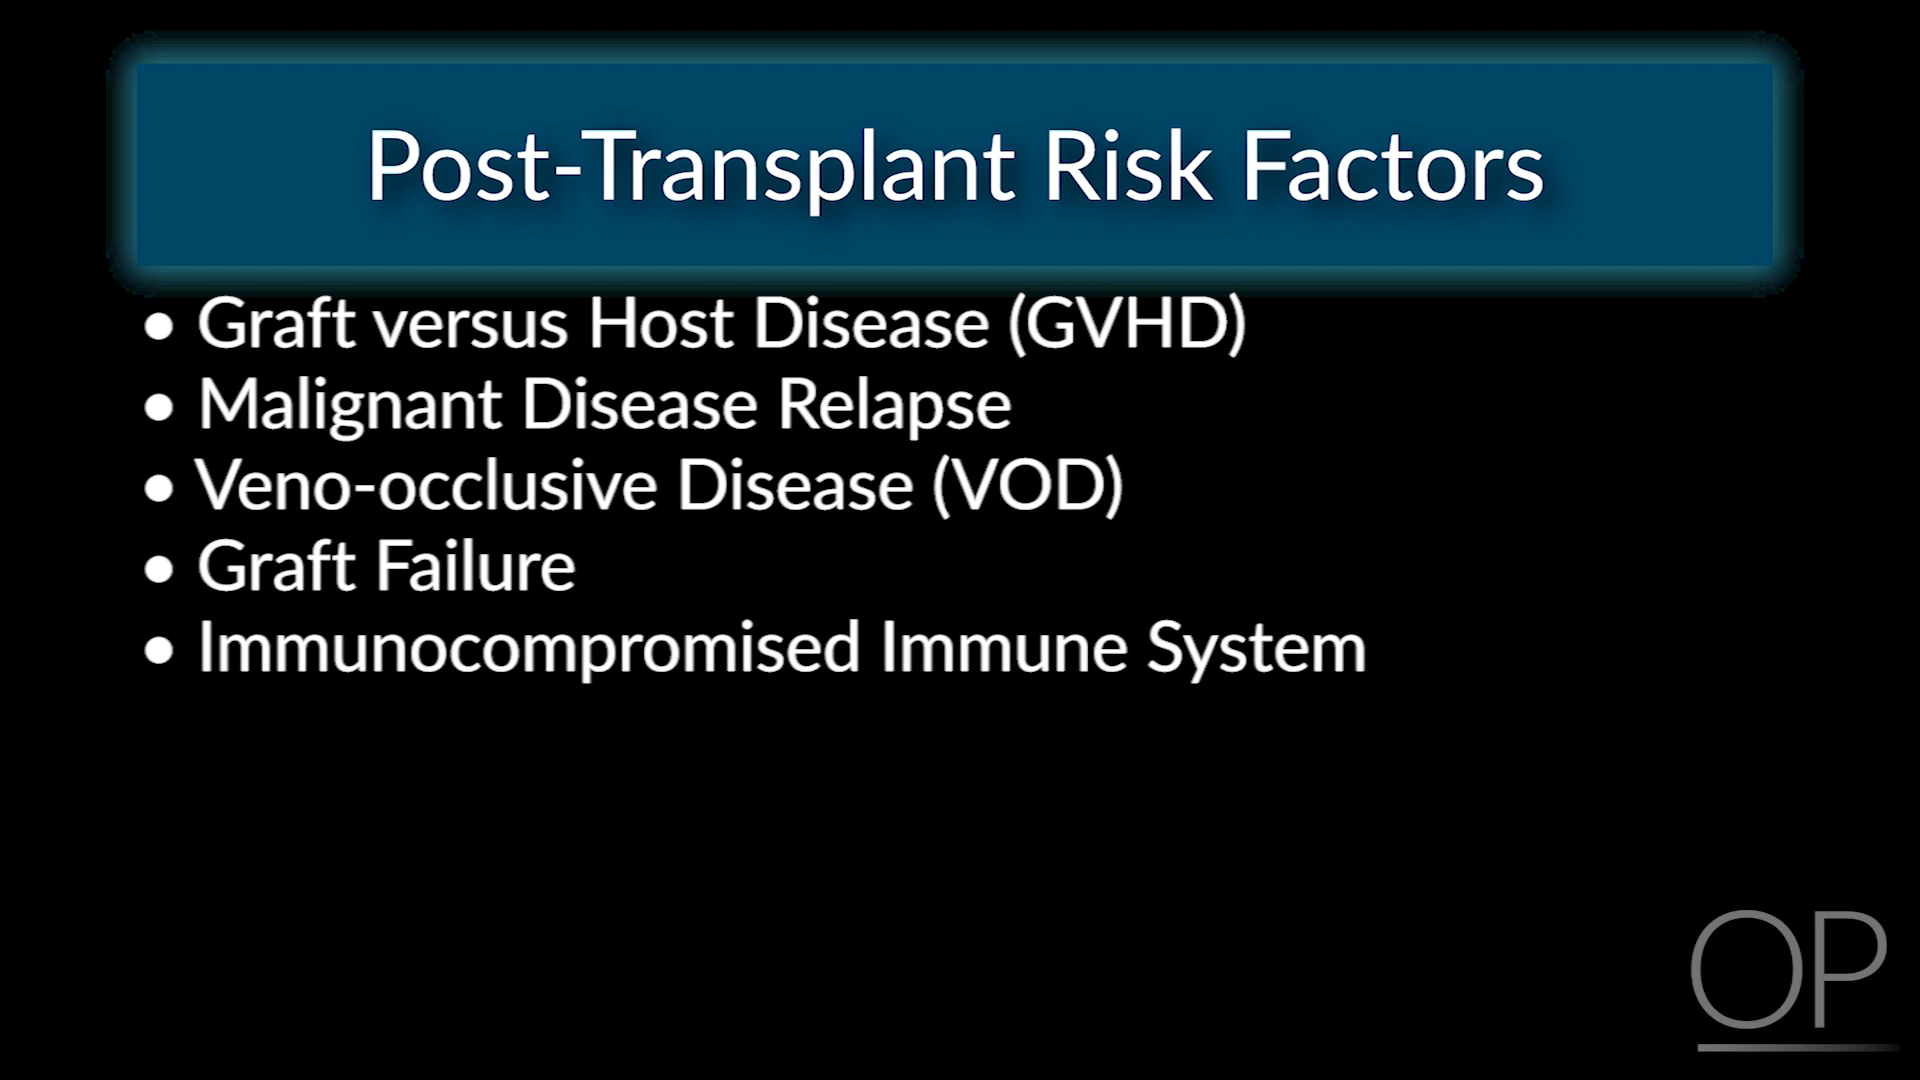 Post-Transplant Risk Factors
• Graft versus Host Disease (GVHD)
• Malignant Disease Relapse
• Veno-occlusive Disease (VOD)
• Graft Failure
• Immunocompromised Immune System
OP